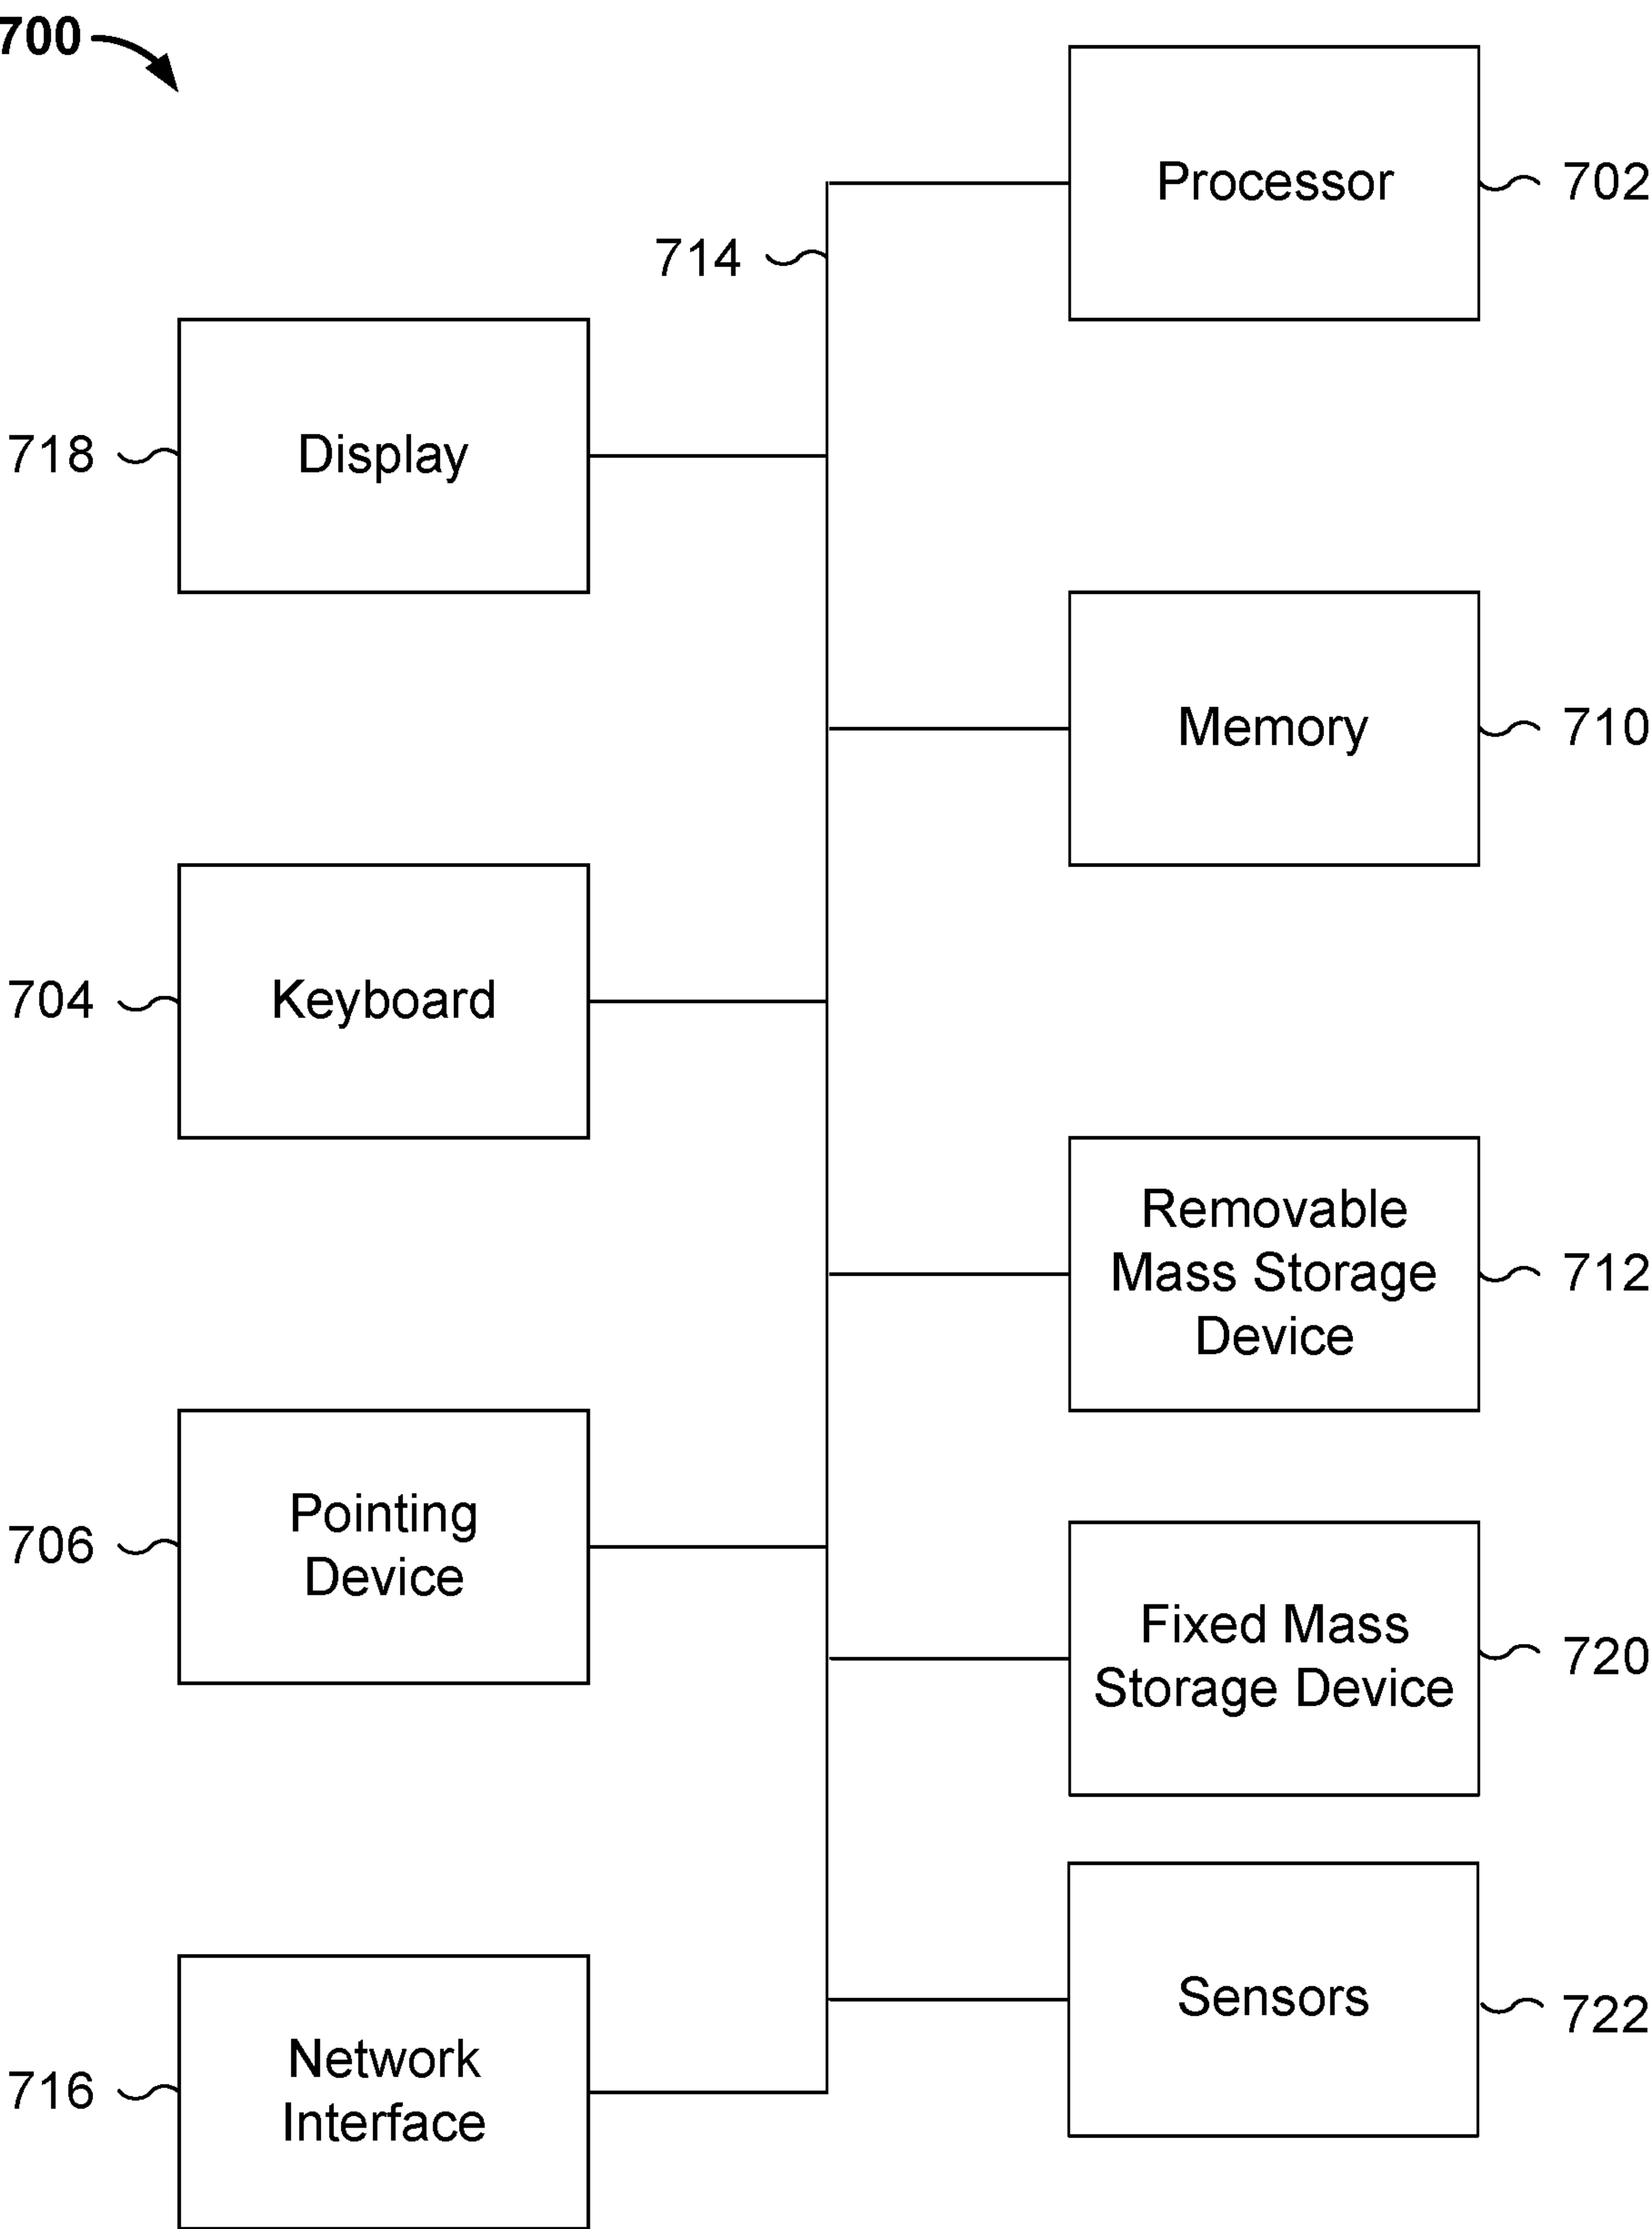 700
Processor
702
714
718
Display
Memory
710
704
Keyboard
Removable
Mass Storage
Device
712
706
Pointing
Device
Fixed Mass
Storage Device
720
Sensors
722
716
Network
Interface